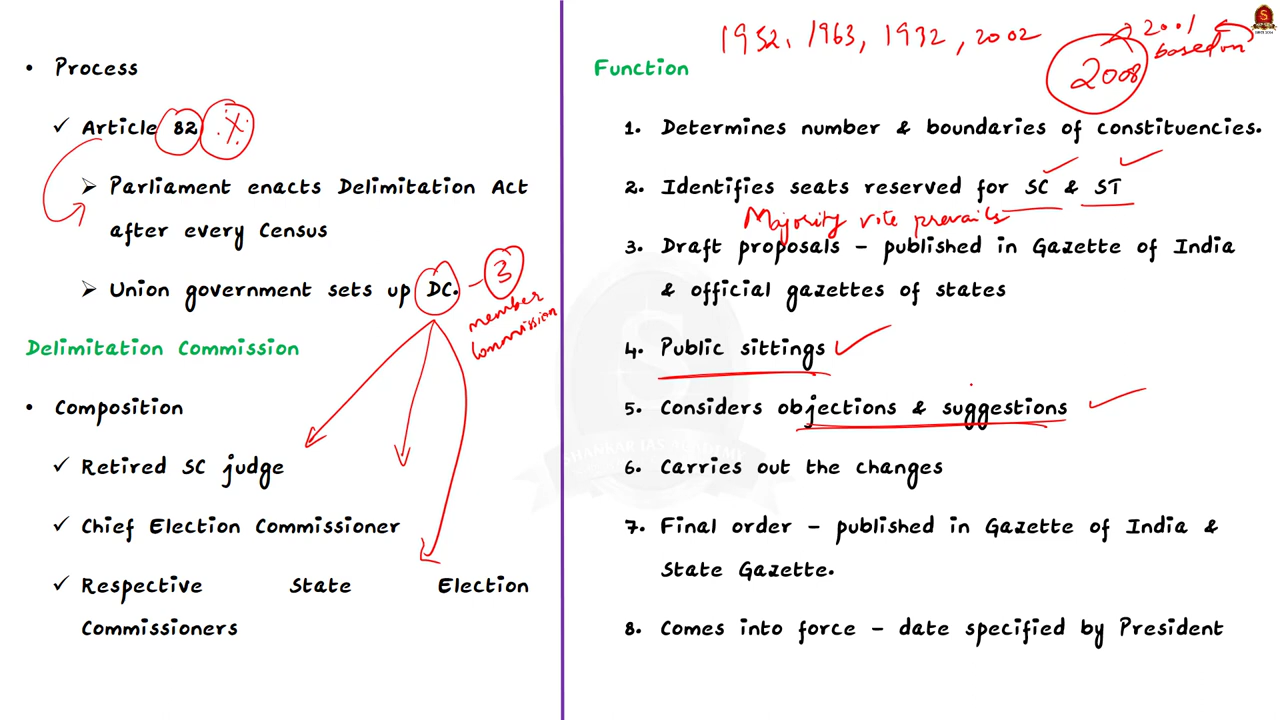 • Process
✓ Article 82
➢ Parliament enacts Delimitation Act
after every Census
➢ Union government sets up DC. - 3
member
Commission
Delimitation Commission
• Composition
✓ Retired SC judge
✓ Chief Election Commissioner
✓ Respective State Election
Commissioners
1952, 1963, 1932, 2002
2008
2001
based on
Function
1. Determines number & boundaries of constituencies.
2. Identifies seats reserved for SC & ST
Majority vote prevails
3. Draft proposals – published in Gazette of India
& official gazettes of states
4. Public sittings
5. Considers objections & suggestions
6. Carries out the changes
7. Final order – published in Gazette of India &
State Gazette.
8. Comes into force – date specified by President
SHANKAR IAS ACADEMY